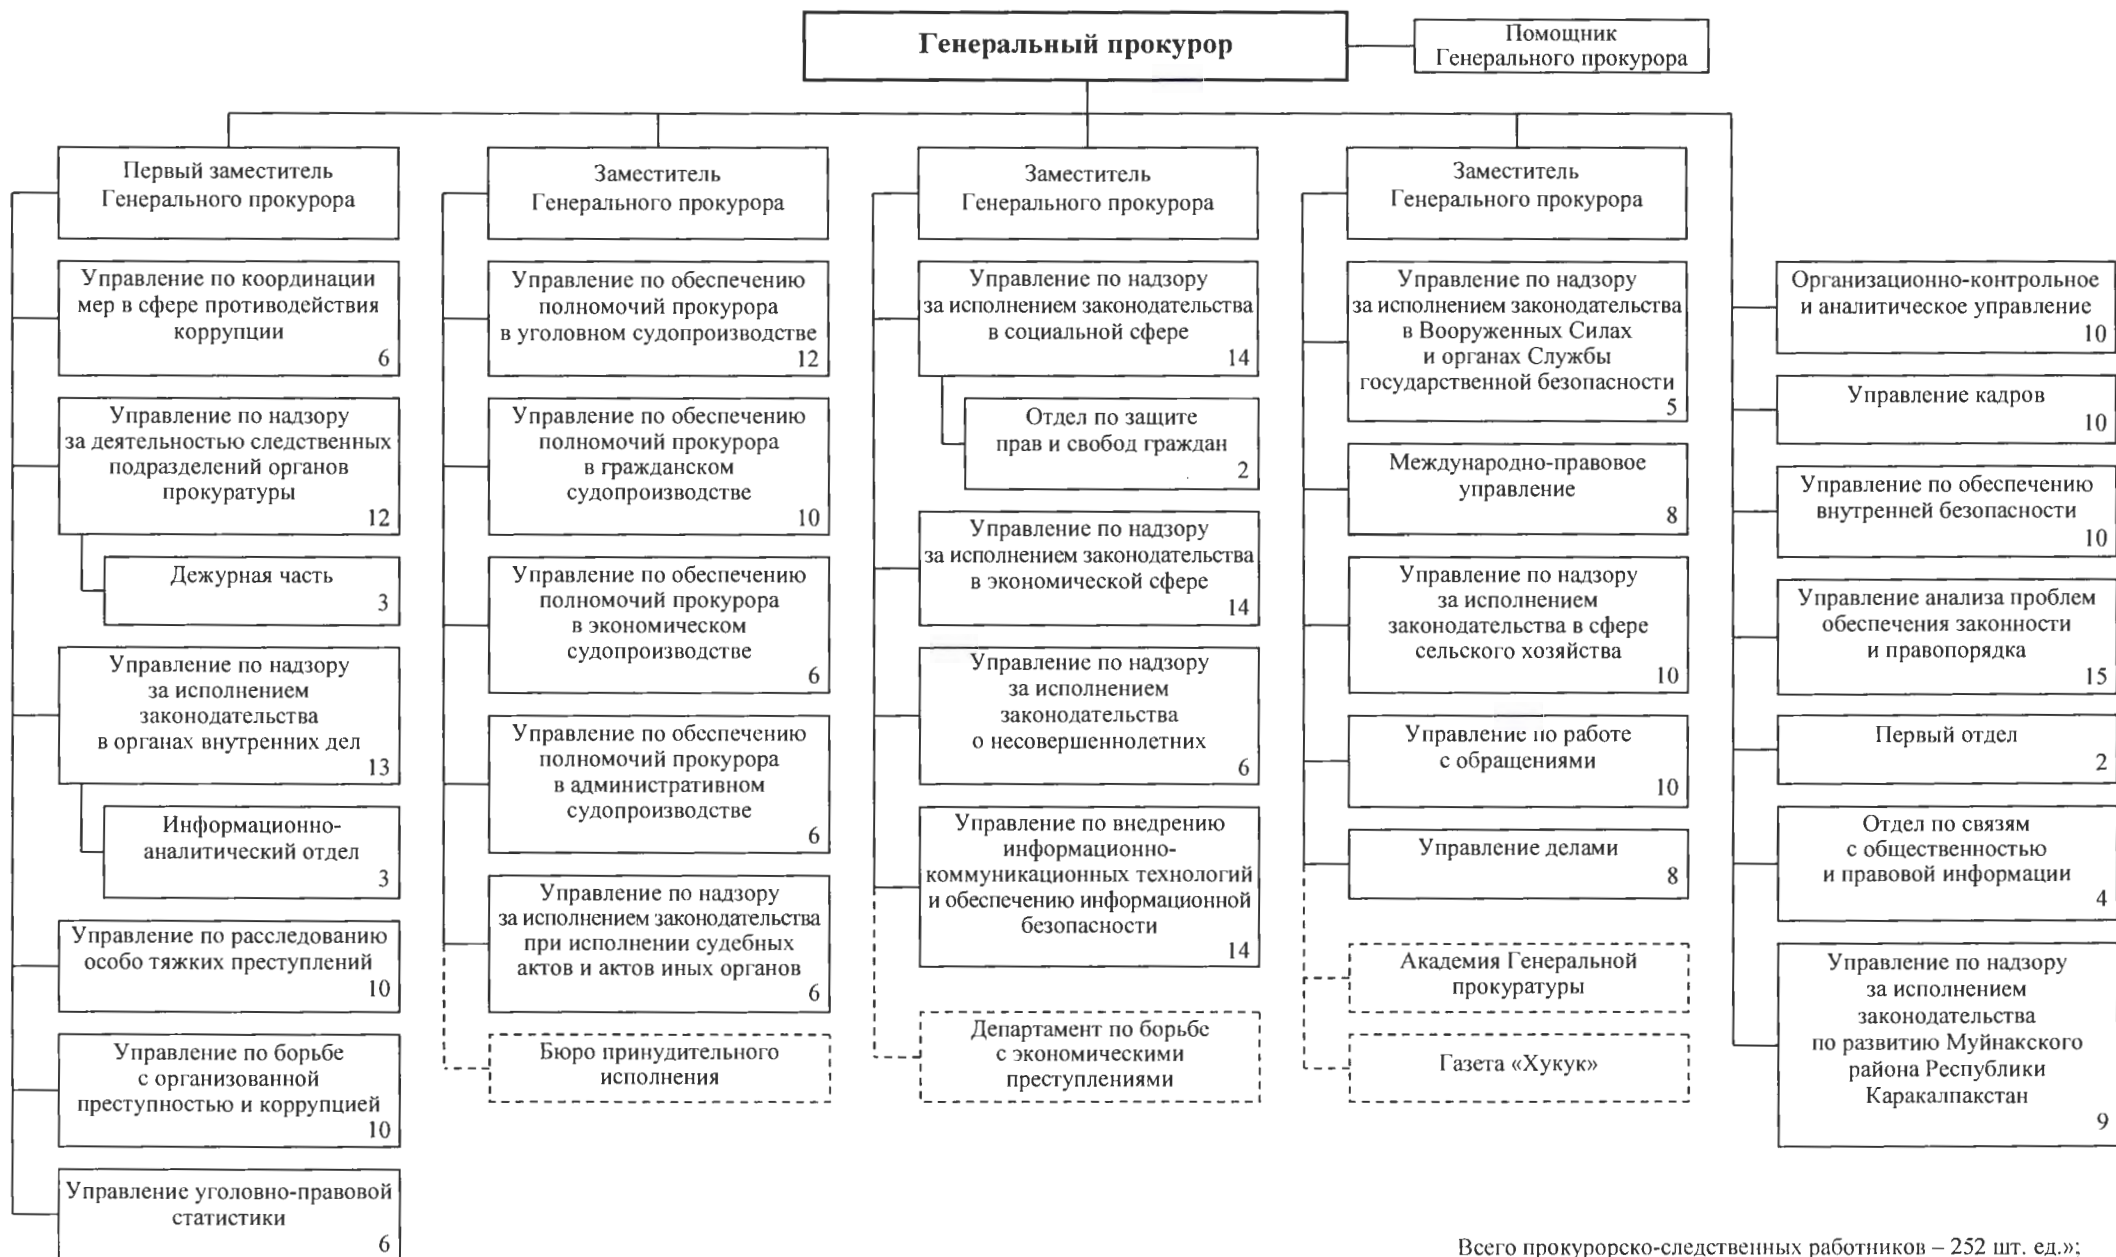 Генеральный прокурор
Помощник
Генерального прокурора
Первый заместитель
Генерального прокурора
Управление по координации
мер в сфере противодействия
коррупции
6
Управление по надзору
за деятельностью следственных
подразделений органов
прокуратуры
12
Дежурная часть
3
Управление по надзору
за исполнением
законодательства
в органах внутренних дел
13
Информационно-
аналитический отдел
3
Управление по расследованию
особо тяжких преступлений
10
Управление по борьбе
с организованной
преступностью и коррупцией
10
Управление уголовно-правовой
статистики
6
Заместитель
Генерального прокурора
Управление по обеспечению
полномочий прокурора
в уголовном судопроизводстве
12
Управление по обеспечению
полномочий прокурора
в гражданском
судопроизводстве
10
Управление по обеспечению
полномочий прокурора
в экономическом
судопроизводстве
6
Управление по обеспечению
полномочий прокурора
в административном
судопроизводстве
6
Управление по надзору
за исполнением законодательства
при исполнении судебных
актов и актов иных органов
6
Бюро принудительного
исполнения
Заместитель
Генерального прокурора
Управление по надзору
за исполнением законодательства
в социальной сфере
14
Отдел по защите
прав и свобод граждан
2
Управление по надзору
за исполнением законодательства
в экономической сфере
14
Управление по надзору
за исполнением
законодательства
о несовершеннолетних
6
Управление по внедрению
информационно-
коммуникационных технологий
и обеспечению информационной
безопасности
14
Департамент по борьбе
с экономическими
преступлениями
Заместитель
Генерального прокурора
Управление по надзору
за исполнением законодательства
в Вооруженных Силах
и органах Службы
государственной безопасности
5
Международно-правовое
управление
8
Управление по надзору
за исполнением
законодательства в сфере
сельского хозяйства
10
Управление по работе
с обращениями
10
Управление делами
8
Академия Генеральной
прокуратуры
Газета «Хукук»
Организационно-контрольное
и аналитическое управление
10
Управление кадров
10
Управление по обеспечению
внутренней безопасности
10
Управление анализа проблем
обеспечения законности
и правопорядка
15
Первый отдел
2
Отдел по связям
с общественностью
и правовой информации
4
Управление по надзору
за исполнением
законодательства
по развитию Муйнакского
района Республики
Каракалпакстан
9
Всего прокурорско-следственных работников – 252 шт. ед.»;